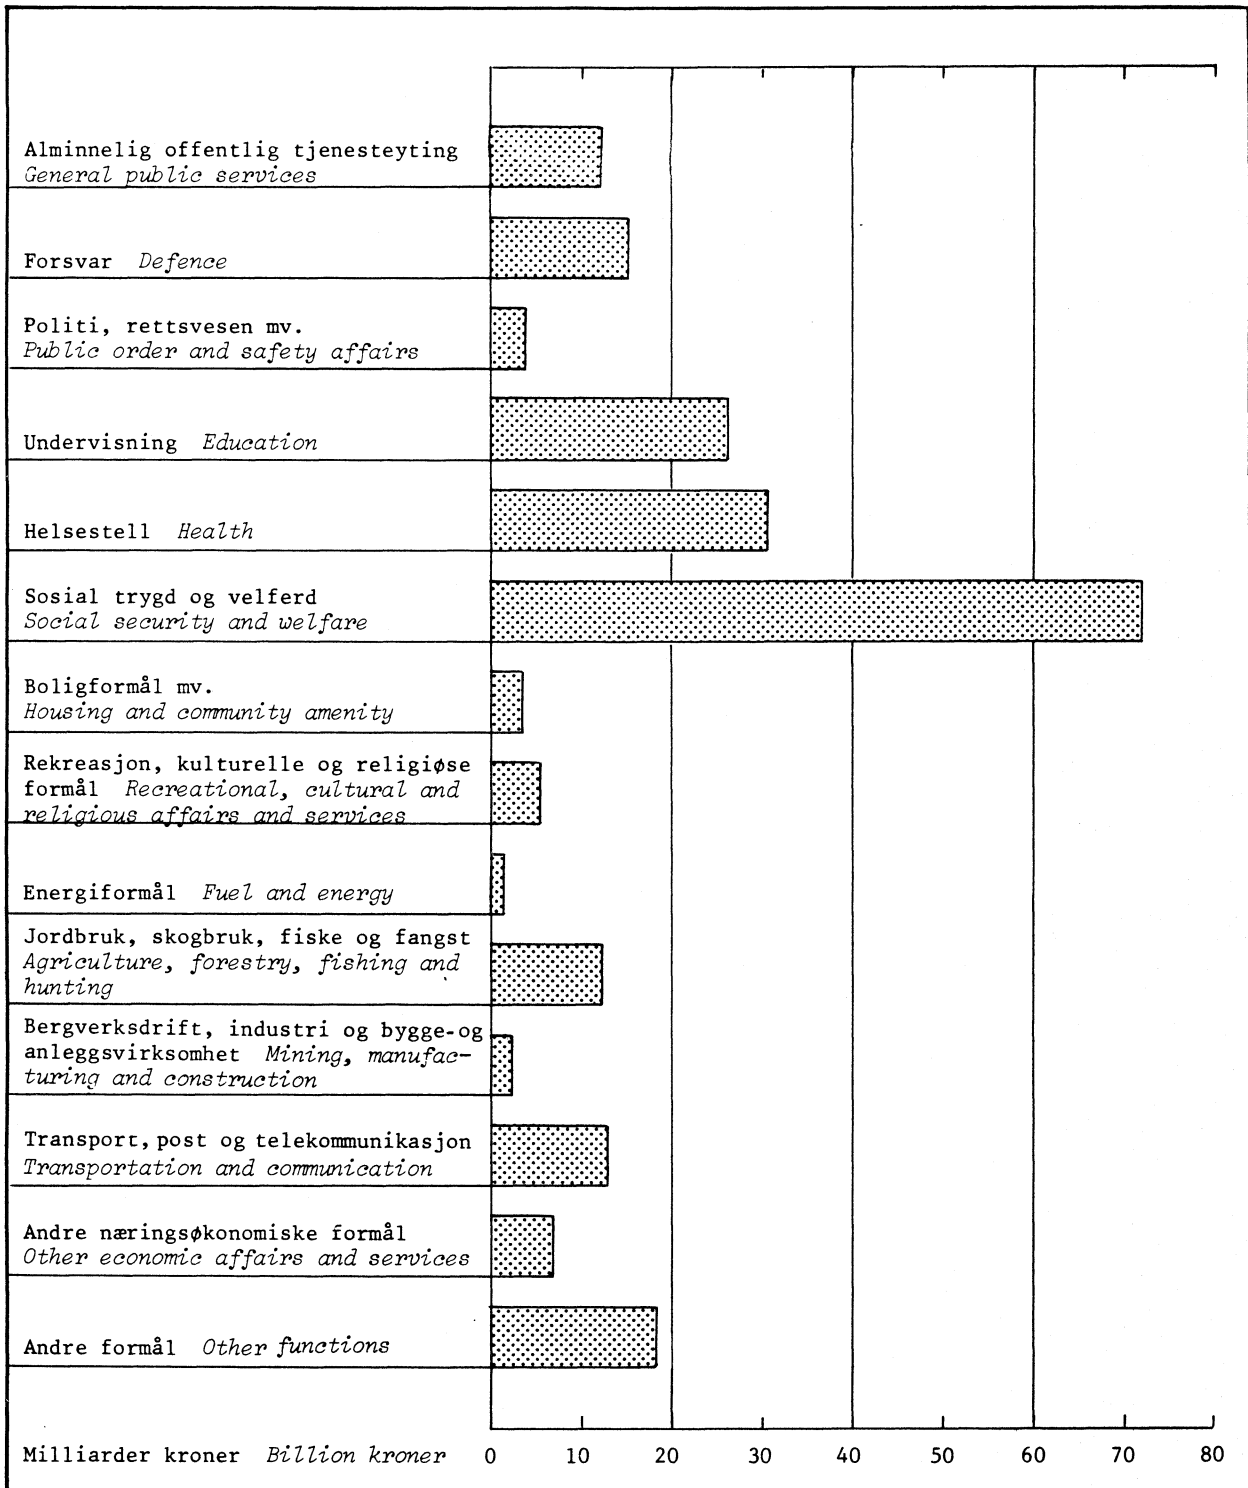 Alminnelig offentlig tjenesteyting
General public services
Forsvar Defence
Politi, rettsvesen mv.
Public order and safety affairs
Undervisning Education
Helsestell Health
Sosial trygd og velferd
Social security and welfare
Boligformål mv.
Housing and community amenity
Rekreasjon, kulturelle og religiøse
formål Recreational, cultural and
religious affairs and services
Energiformål Fuel and energy
Jordbruk, skogbruk, fiske og fangst
Agriculture, forestry, fishing and
hunting
Bergverksdrift, industri og bygge-og
anleggsvirksomhet Mining, manufac-
turing and construction
Transport, post og telekommunikasjon
Transportation and communication
Andre næringsøkonomiske formål
Other economic affairs and services
Andre formål Other functions
Milliarder kroner Billion kroner 0 10 20 30 40 50 60 70 80